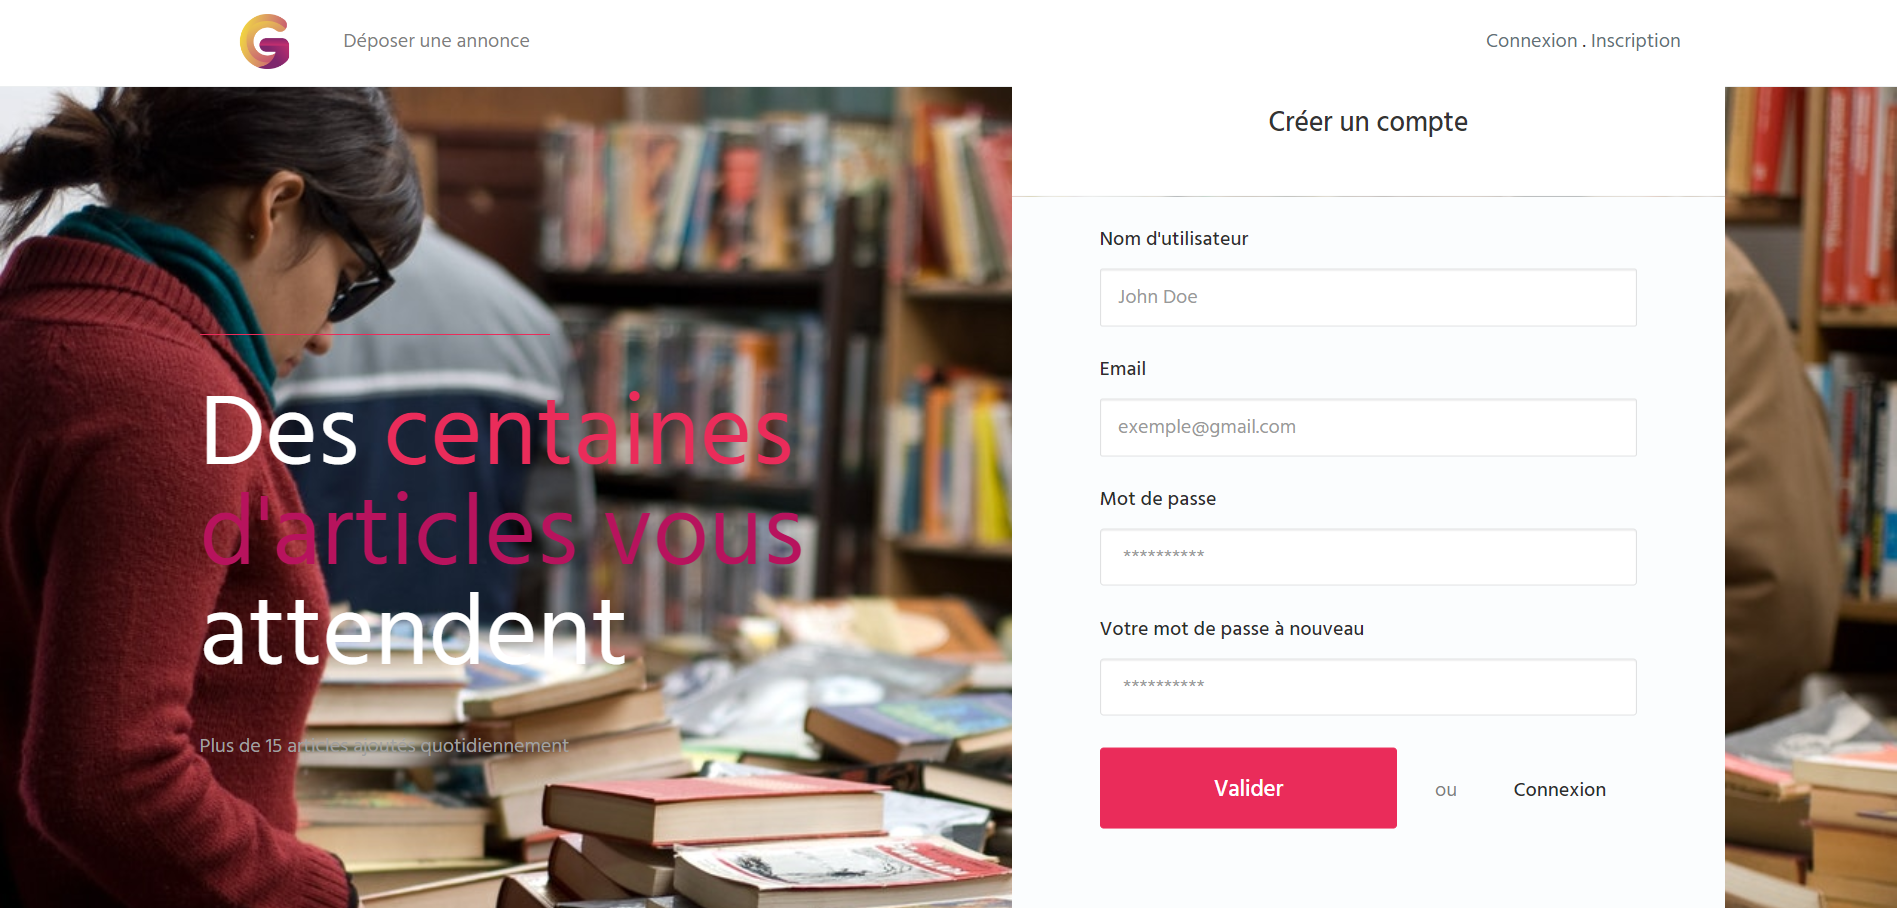 G
Déposer une annonce
Connexion . Inscription
Des centaines
d'articles vous
attendent
Plus de 15 articles ajoutés quotidiennement
Créer un compte
Nom d'utilisateur
John Doe
Email
exemple@gmail.com
Mot de passe
**********
Votre mot de passe à nouveau
**********
Valider
ou
Connexion